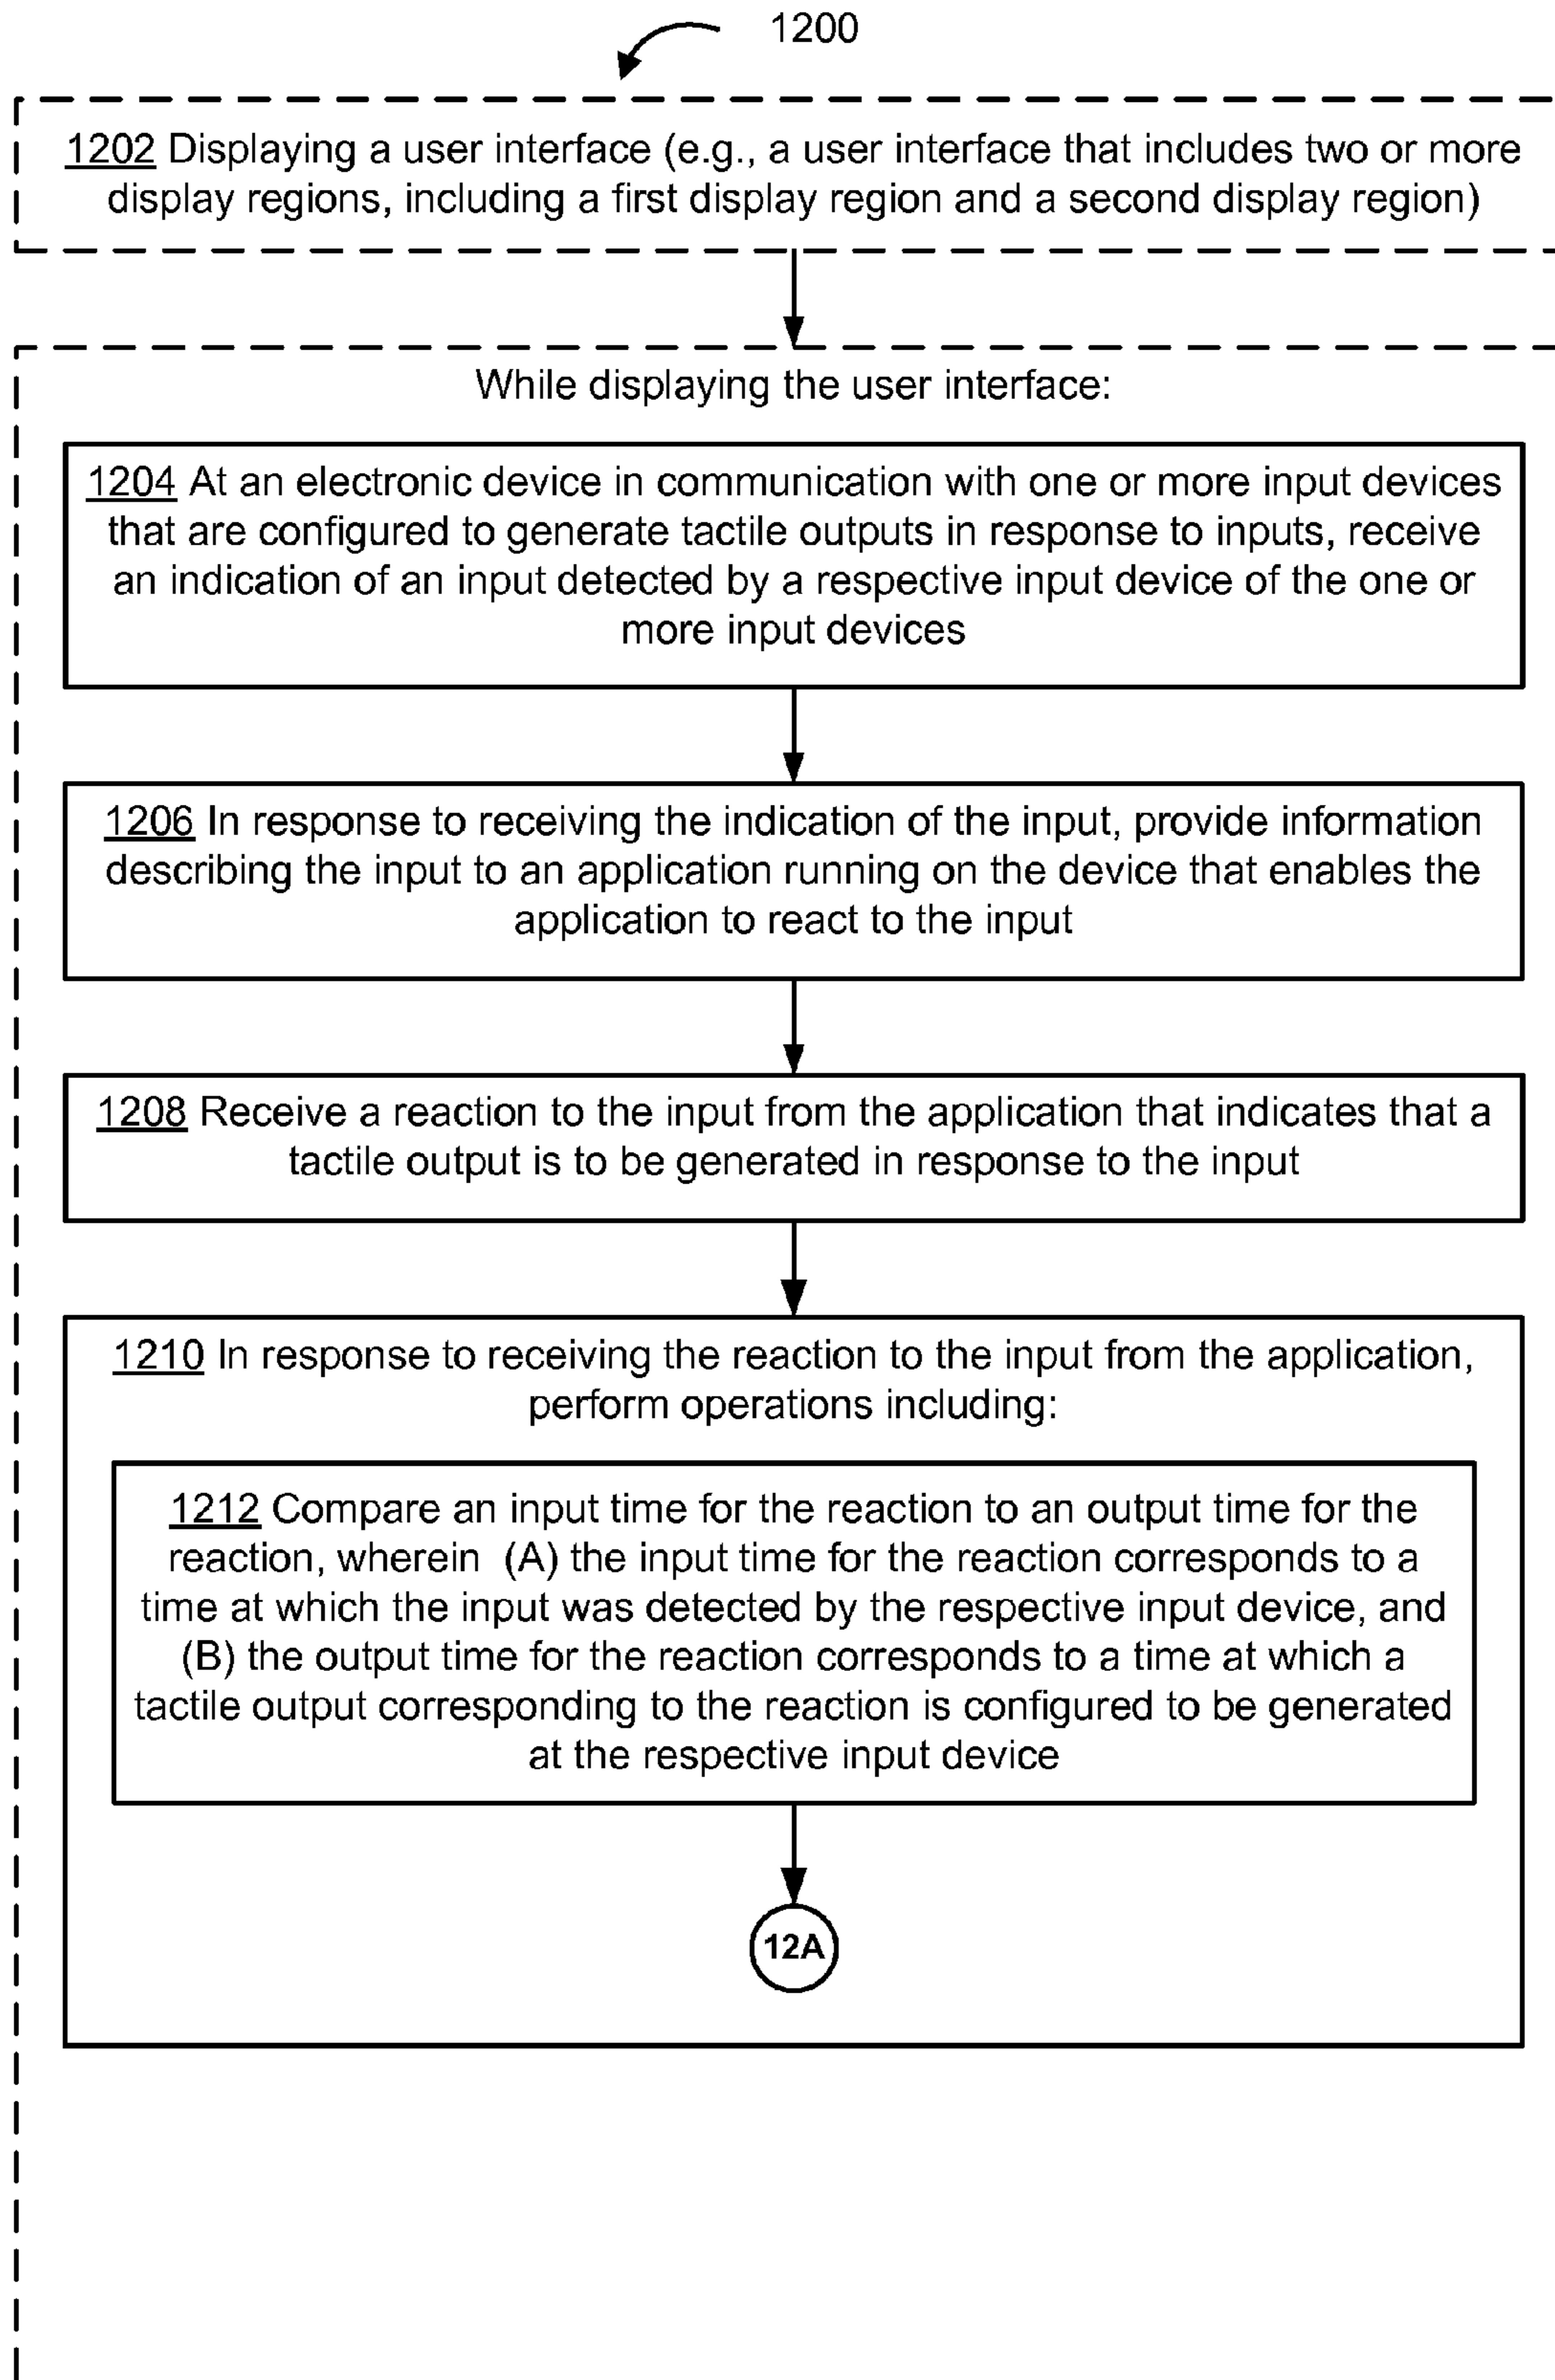 1200
1202 Displaying a user interface (e.g., a user interface that includes two or more
display regions, including a first display region and a second display region)
While displaying the user interface:
1204 At an electronic device in communication with one or more input devices
that are configured to generate tactile outputs in response to inputs, receive
an indication of an input detected by a respective input device of the one or
more input devices
1206 In response to receiving the indication of the input, provide information
describing the input to an application running on the device that enables the
application to react to the input
1208 Receive a reaction to the input from the application that indicates that a
tactile output is to be generated in response to the input
1210 In response to receiving the reaction to the input from the application,
perform operations including:
1212 Compare an input time for the reaction to an output time for the
reaction, wherein (A) the input time for the reaction corresponds to a
time at which the input was detected by the respective input device, and
(B) the output time for the reaction corresponds to a time at which a
tactile output corresponding to the reaction is configured to be generated
at the respective input device
12A